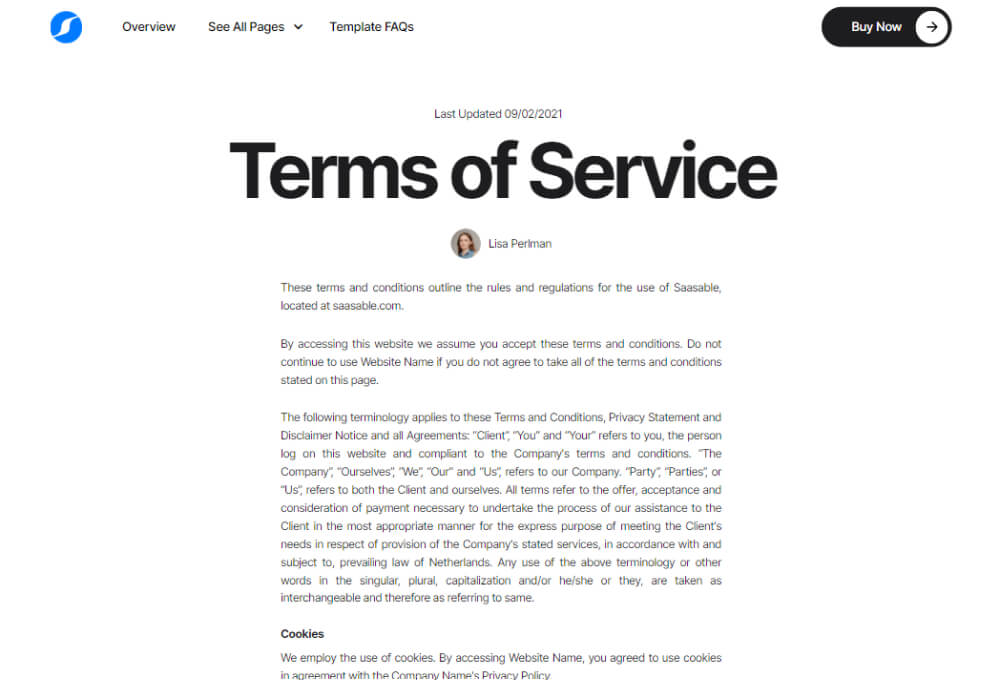 Overview See All Pages Template FAQs Buy Now
Last Updated 09/02/2021
Terms of Service
Lisa Perlman
These terms and conditions outline the rules and regulations for the use of Saasable,
located at saasable.com.
By accessing this website we assume you accept these terms and conditions. Do not
continue to use Website Name if you do not agree to take all of the terms and conditions
stated on this page.
The following terminology applies to these Terms and Conditions, Privacy Statement and
Disclaimer Notice and all Agreements: “Client”, “You” and “Your” refers to you, the person
log on this website and compliant to the Company's terms and conditions. “The
Company”, “Ourselves”, “We”, “Our” and “Us”, refers to our Company. “Party”, “Parties”, or
“Us”, refers to both the Client and ourselves. All terms refer to the offer, acceptance and
consideration of payment necessary to undertake the process of our assistance to the
Client in the most appropriate manner for the express purpose of meeting the Client's
needs in respect of provision of the Company's stated services, in accordance with and
subject to, prevailing law of Netherlands. Any use of the above terminology or other
words in the singular, plural, capitalization and/or he/she or they, are taken as
interchangeable and therefore as referring to same.
Cookies
We employ the use of cookies. By accessing Website Name, you agreed to use cookies
in agreement with the Company Name's Privacy Policy.